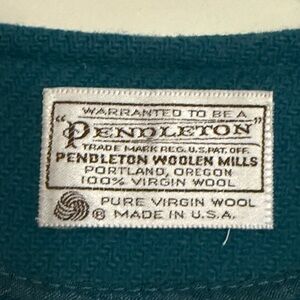 WARRANTED TO BE A
"PENDLETON"
TRADE MARK REG. U.S. PAT. OFF.
PENDLETON WOOLEN MILLS
PORTLAND, OREGON
100% VIRGIN WOOL
PURE VIRGIN WOOL
® MADE IN U.S.A.